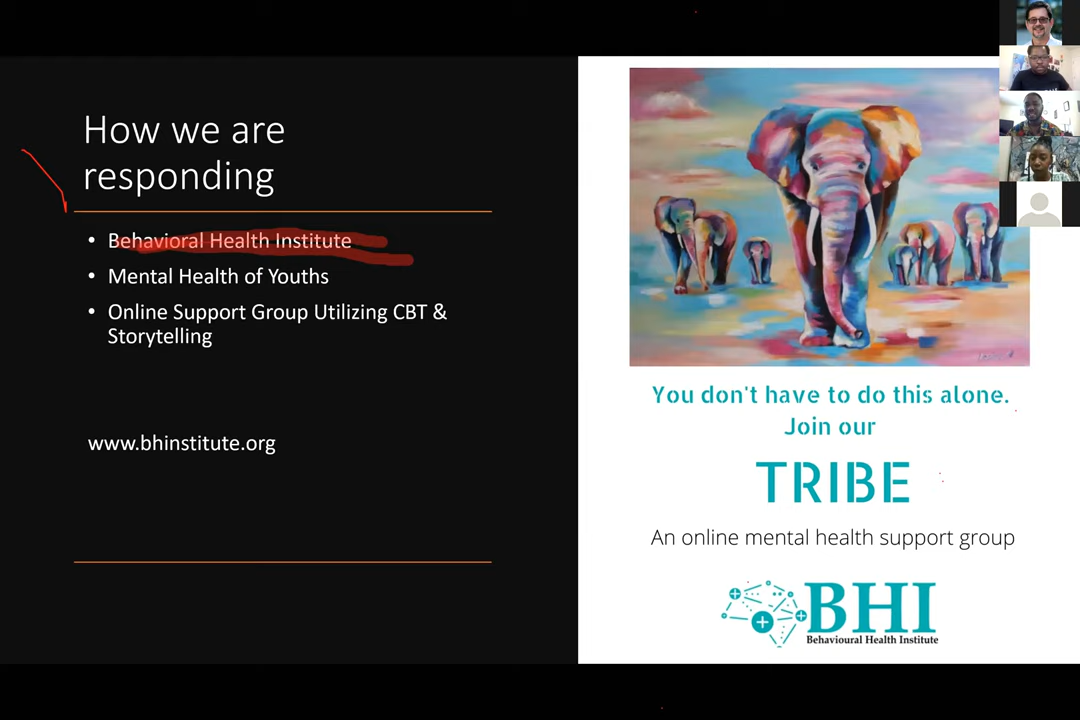 How we are
responding
• Behavioral Health Institute
• Mental Health of Youths
• Online Support Group Utilizing CBT &
Storytelling
www.bhinstitute.org
You don't have to do this alone.
Join our
TRIBE
An online mental health support group
BHI
Behavioural Health Institute